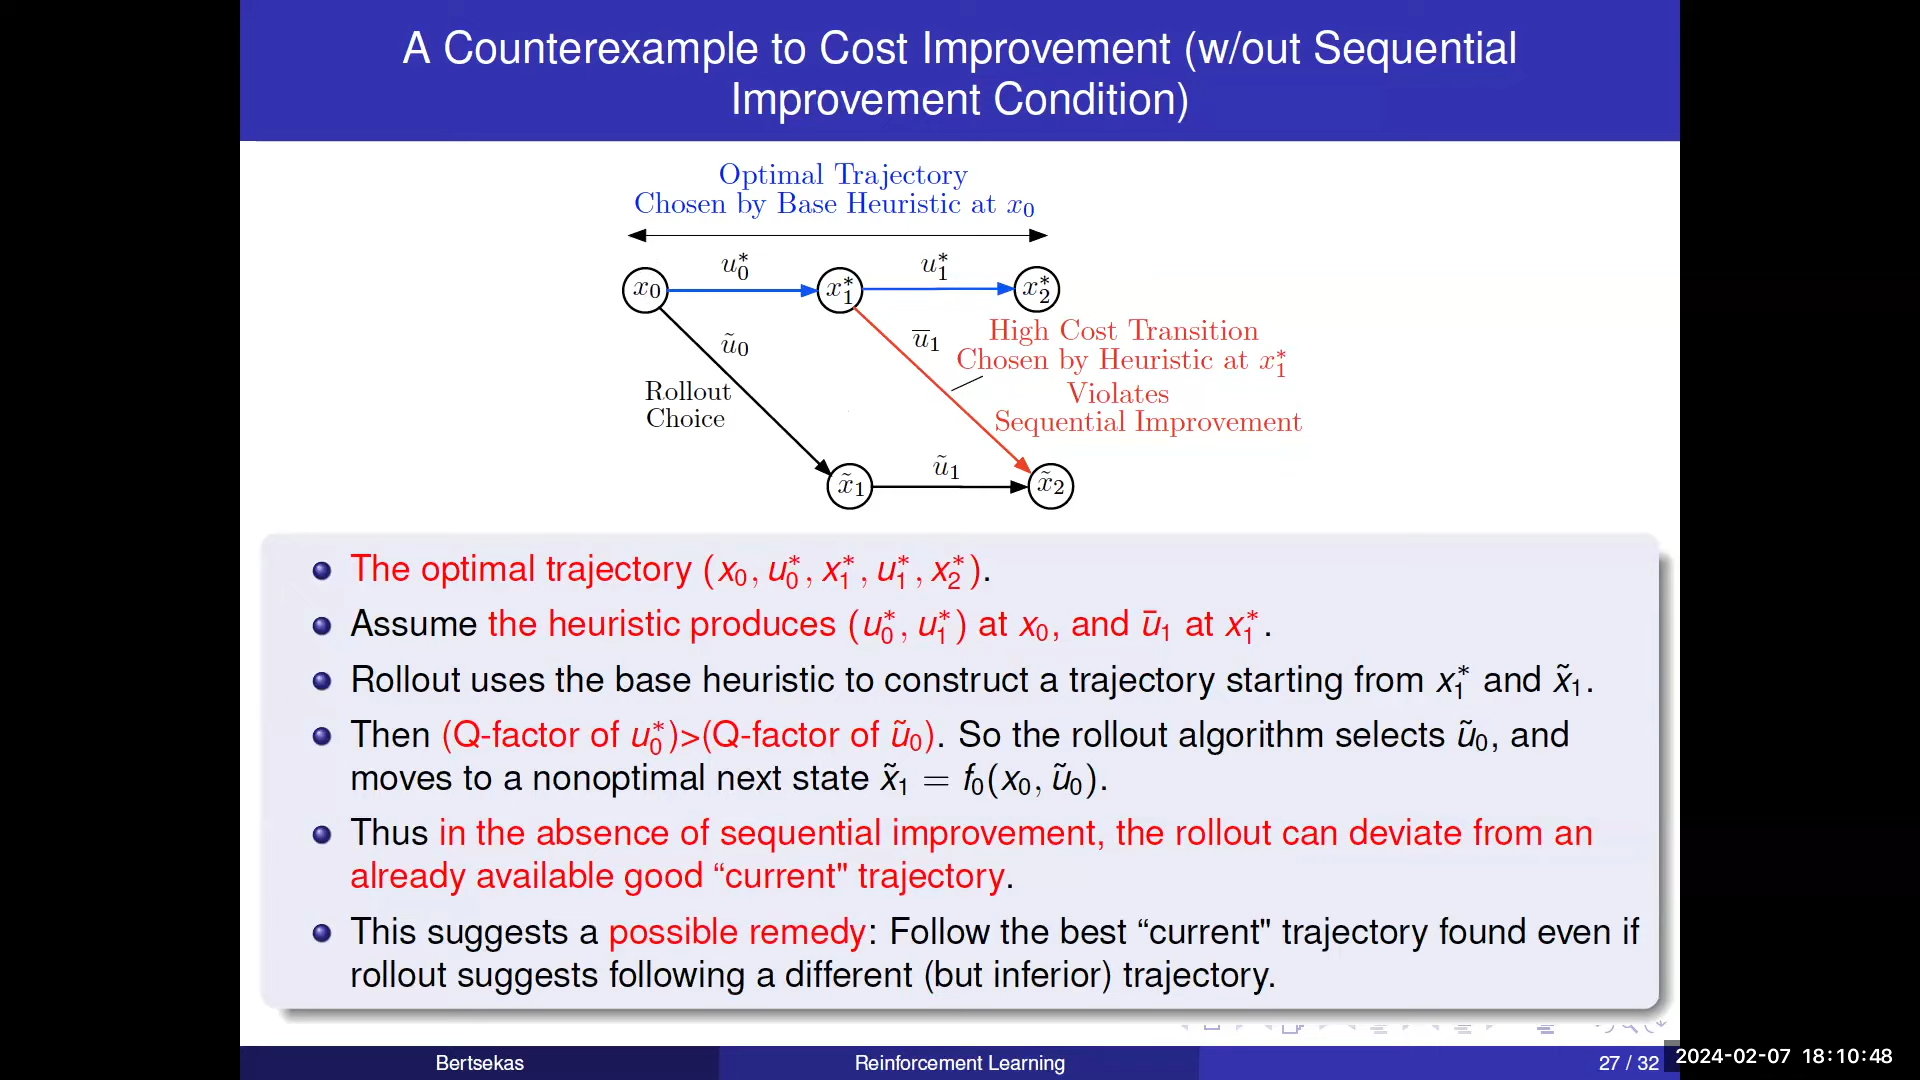 A Counterexample to Cost Improvement (w/out Sequential
Improvement Condition)
Optimal Trajectory
Chosen by Base Heuristic at x₀
u₀* u₁*
x₀ x₁* x₂*
ũ₀ ū₁
High Cost Transition
Chosen by Heuristic at x₁*
Violates
Sequential Improvement
Rollout
Choice
ũ₁
x̃₁ x̃₂
The optimal trajectory (x₀, u₀*, x₁*, u₁*, x₂*).
Assume the heuristic produces (u₀*, u₁*) at x₀, and ū₁ at x₁*.
Rollout uses the base heuristic to construct a trajectory starting from x₁* and x̃₁.
Then (Q-factor of u₀*)>(Q-factor of ũ₀). So the rollout algorithm selects ũ₀, and
moves to a nonoptimal next state x̃₁ = f₀(x₀, ũ₀).
Thus in the absence of sequential improvement, the rollout can deviate from an
already available good “current" trajectory.
This suggests a possible remedy: Follow the best “current" trajectory found even if
rollout suggests following a different (but inferior) trajectory.
Bertsekas Reinforcement Learning 27 / 32
2024-02-07 18:10:48